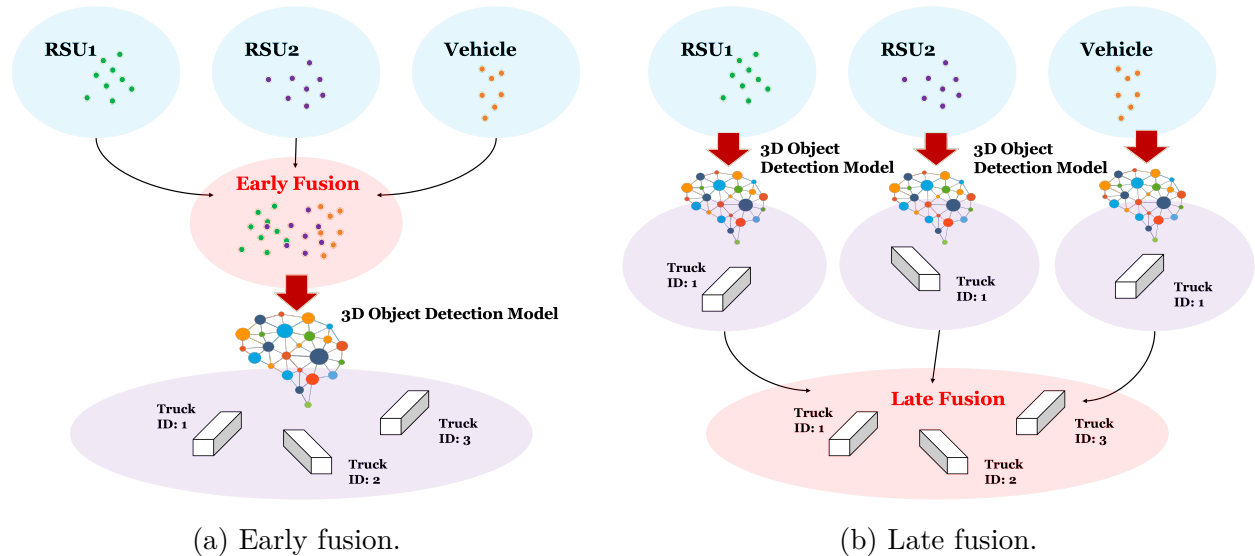 RSU1
RSU2
Vehicle
Early Fusion
3D Object Detection Model
Truck
ID: 1
Truck
ID: 2
Truck
ID: 3
(a) Early fusion.
RSU1
RSU2
Vehicle
3D Object
Detection Model
3D Object
Detection Model
Truck
ID: 1
Truck
ID: 1
Truck
ID: 1
Late Fusion
Truck
ID: 1
Truck
ID: 2
Truck
ID: 3
(b) Late fusion.